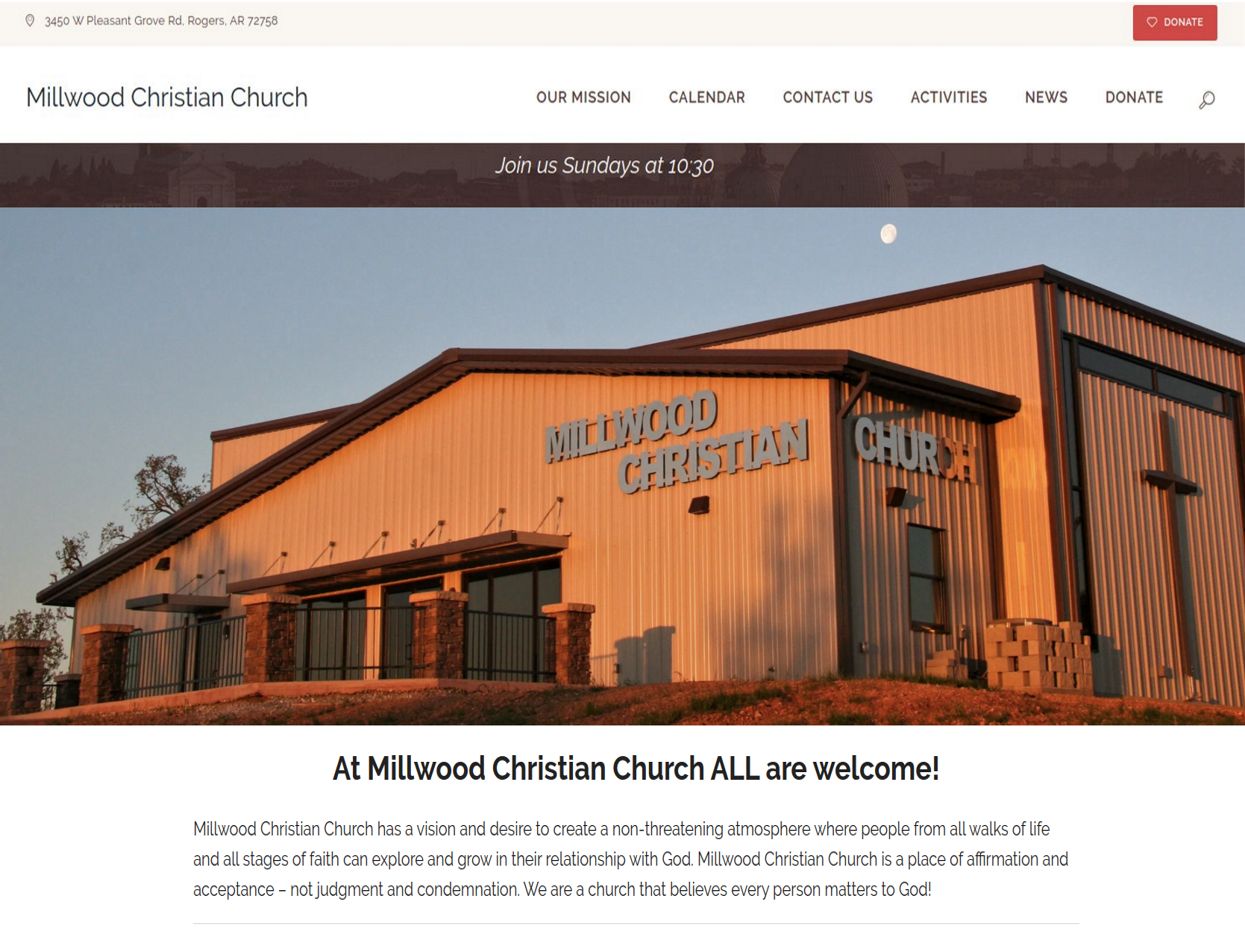 3450 W Pleasant Grove Rd, Rogers, AR 72758
DONATE
Millwood Christian Church
OUR MISSION CALENDAR CONTACT US ACTIVITIES NEWS DONATE
Join us Sundays at 10:30
MILLWOOD
CHRISTIAN CHURCH
At Millwood Christian Church ALL are welcome!
Millwood Christian Church has a vision and desire to create a non-threatening atmosphere where people from all walks of life
and all stages of faith can explore and grow in their relationship with God. Millwood Christian Church is a place of affirmation and
acceptance – not judgment and condemnation. We are a church that believes every person matters to God!